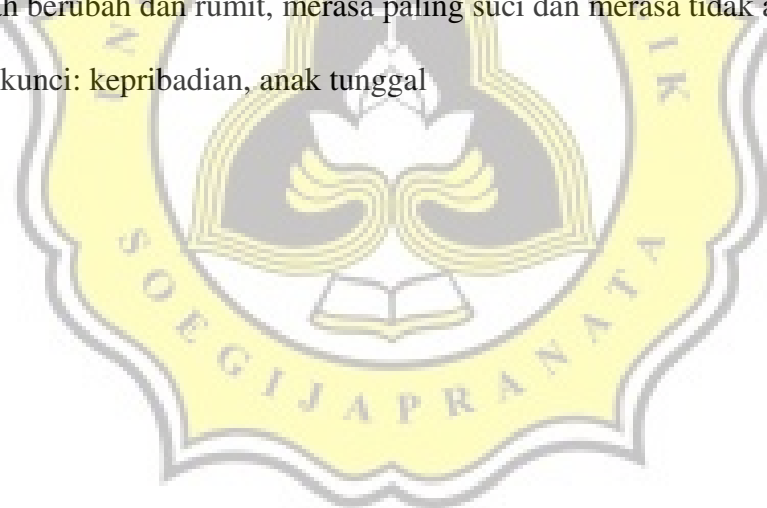 berubah dan rumit, merasa paling suci dan merasa tidak
kunci: kepribadian, anak tunggal
SOEGIJAPRANATA